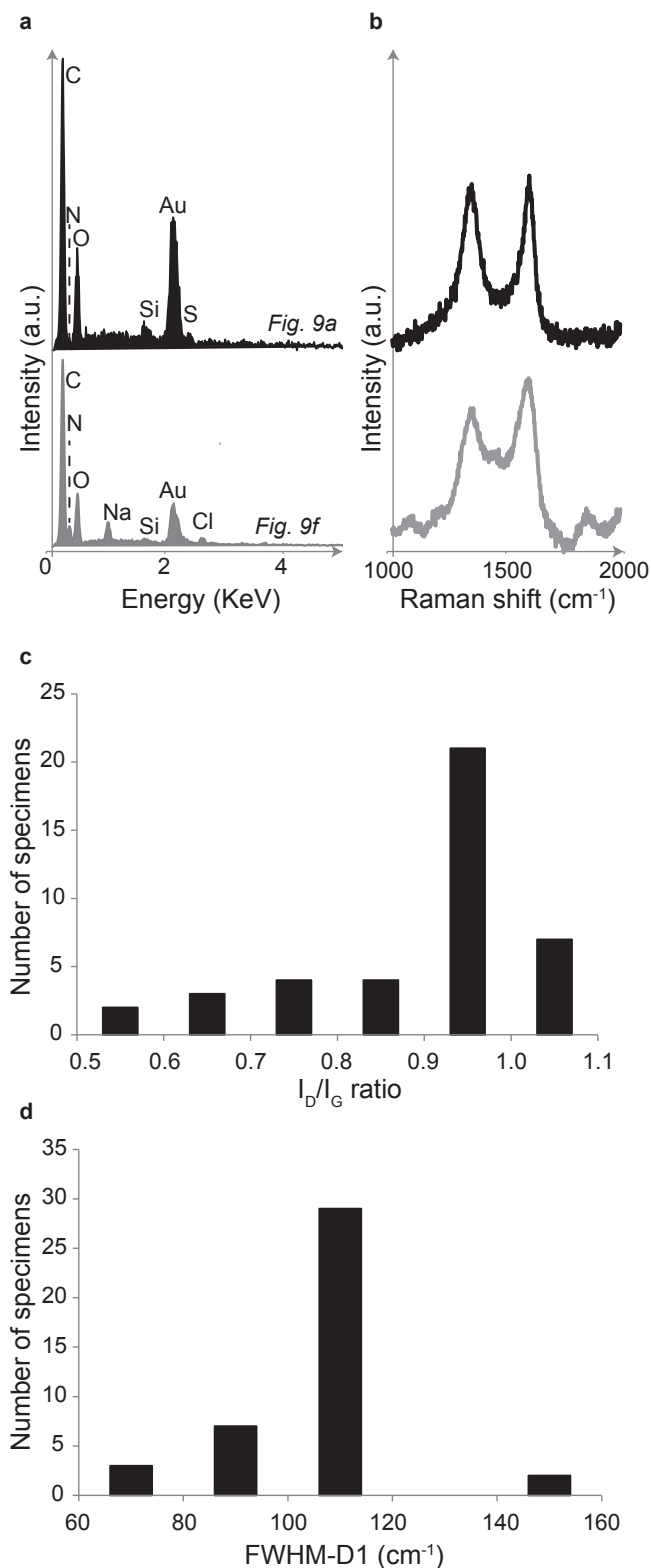 a
b
C
N
O
Au
Si
S
Fig. 9a
Intensity (a.u.)
Intensity (a.u.)
C
N
O
Na
Si
Au
Cl
Fig. 9f
0 2 4
Energy (KeV)
1000 1500 2000
Raman shift (cm-1)
c
25
20
15
10
5
0
Number of specimens
0.5 0.6 0.7 0.8 0.9 1.0 1.1
ID/IG ratio
d
35
30
25
20
15
10
5
0
Number of specimens
60 80 100 120 140 160
FWHM-D1 (cm-1)